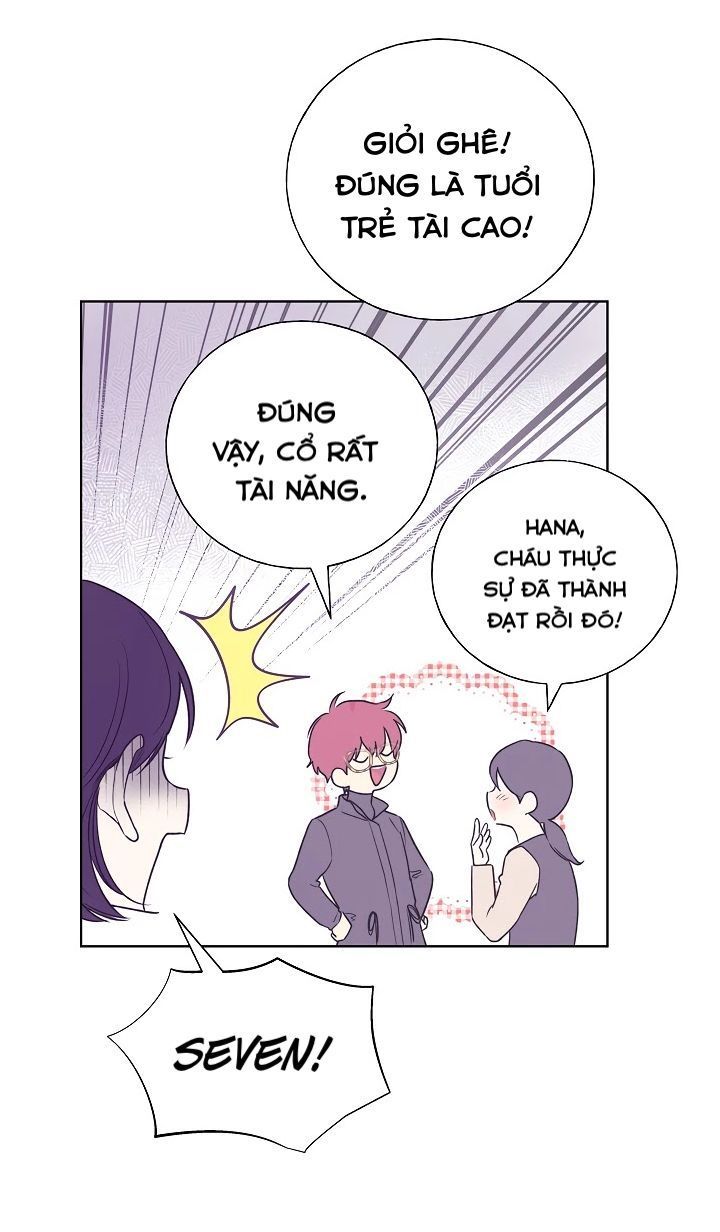 GIỎI GHÊ!
ĐÚNG LÀ TUỔI
TRẺ TÀI CAO!
ĐÚNG
VẬY, CỔ RẤT
TÀI NĂNG.
HANA,
CHÁU THỰC
SỰ ĐÃ THÀNH
ĐẠT RỒI ĐÓ!
SEVEN!